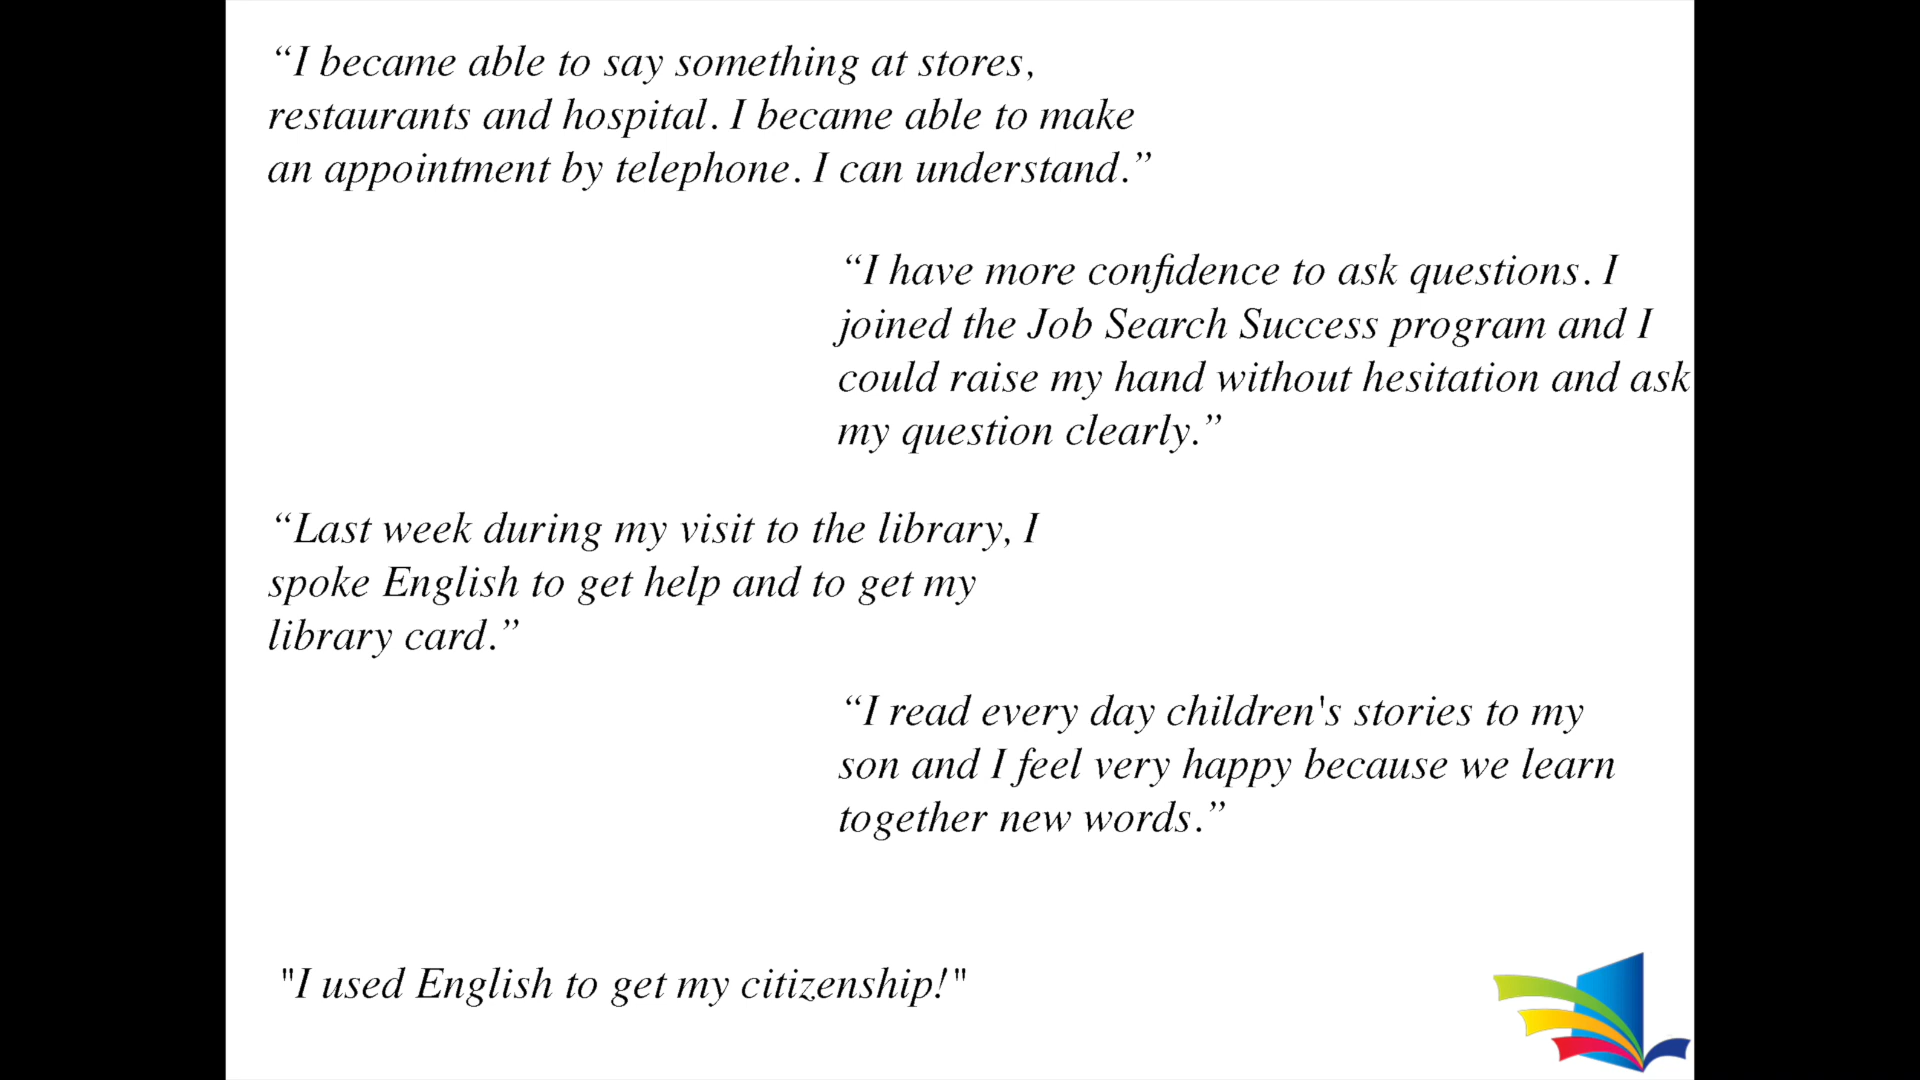 “I became able to say something at stores,
restaurants and hospital. I became able to make
an appointment by telephone. I can understand.”
“I have more confidence to ask questions. I
joined the Job Search Success program and I
could raise my hand without hesitation and ask
my question clearly.”
“Last week during my visit to the library, I
spoke English to get help and to get my
library card.”
“I read every day children's stories to my
son and I feel very happy because we learn
together new words.”
"I used English to get my citizenship!"